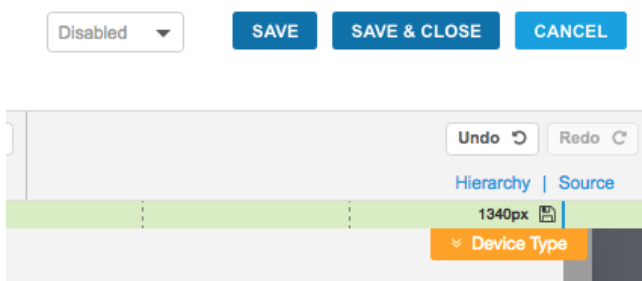 Disabled SAVE SAVE & CLOSE CANCEL
Undo Redo
Hierarchy | Source
1340px
Device Type